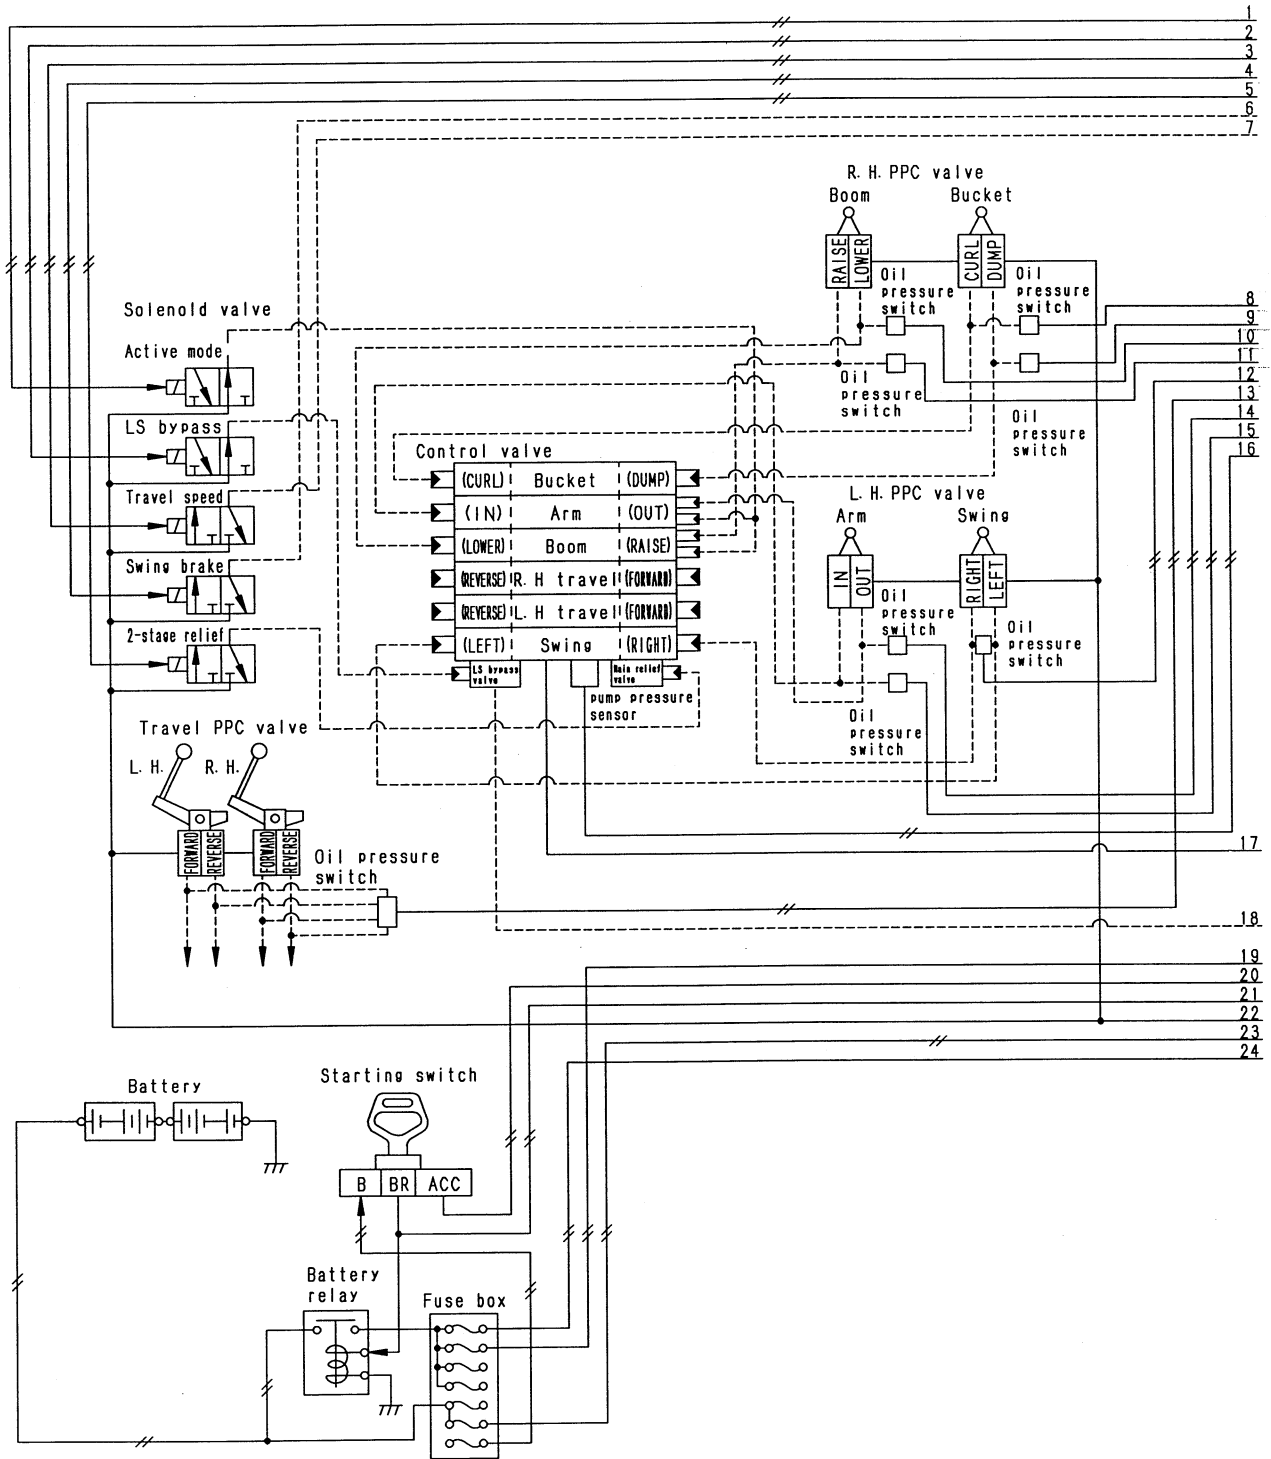 1
2
3
4
5
6
7
R. H. PPC valve
Boom
Bucket
RAISE
LOWER
CURL
DUMP
Oil
pressure
switch
Oil
pressure
switch
8
9
10
11
12
13
14
15
16
Oil
pressure
switch
Oil
pressure
switch
Solenold valve
Active mode
LS bypass
Travel speed
Swing brake
2-stage relief
Control valve
(CURL) Bucket (DUMP)
(IN) Arm (OUT)
(LOWER) Boom (RAISE)
(REVERSE) R. H travel (FORWARD)
(REVERSE) L. H travel (FORWARD)
(LEFT) Swing (RIGHT)
LS bypass
valve
Main relief
valve
pump pressure
sensor
L. H. PPC valve
Arm
Swing
IN
OUT
RIGHT
LEFT
Oil
pressure
switch
Oil
pressure
switch
Oil
pressure
switch
Travel PPC valve
L. H.
R. H.
FORWARD
REVERSE
FORWARD
REVERSE
Oil pressure
switch
17
18
19
20
21
22
23
24
Battery
Starting switch
B
BR
ACC
Battery
relay
Fuse box